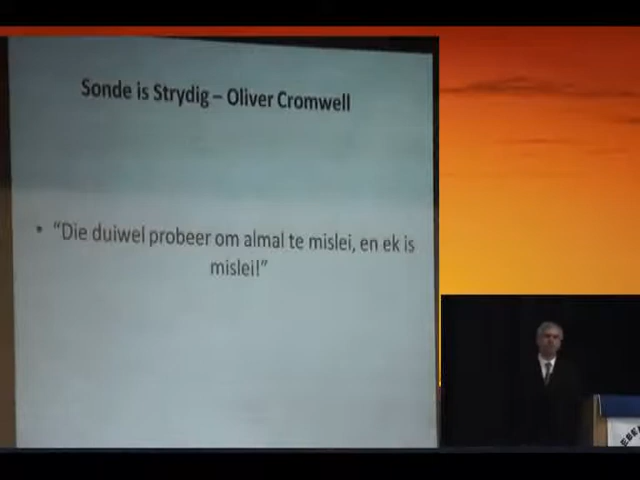 Sonde is Strydig – Oliver Cromwell
• “Die duiwel probeer om almal te mislei, en ek is
mislei!”